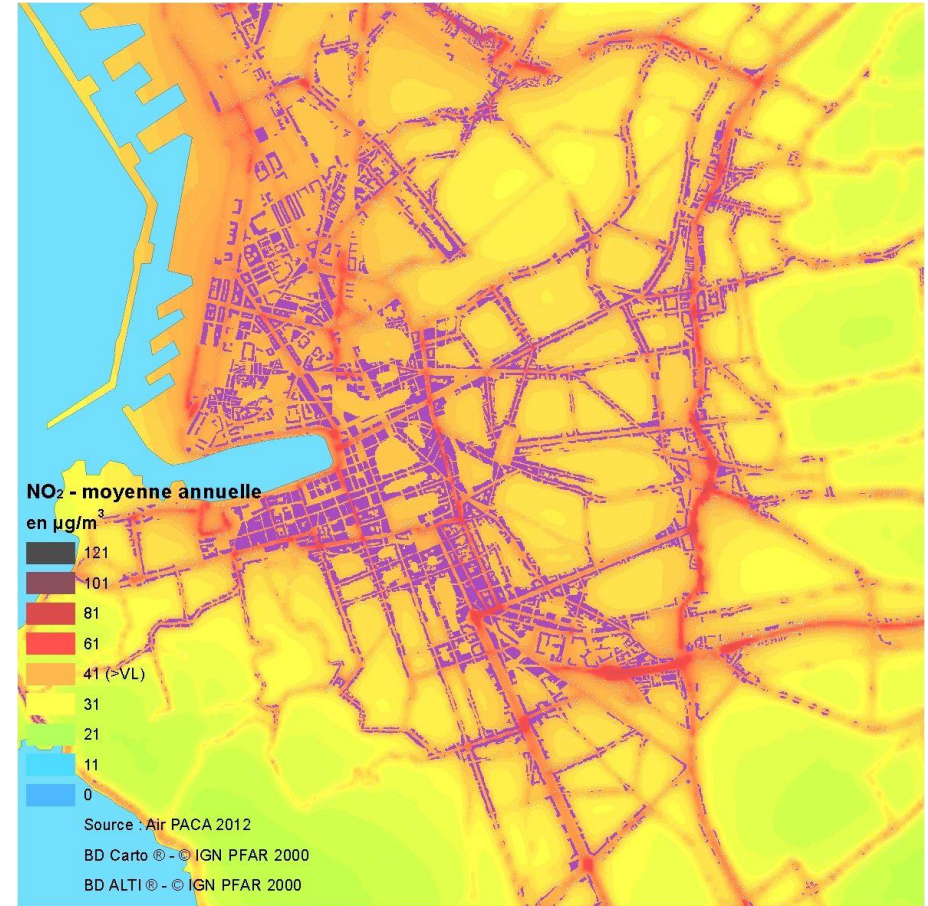 NO₂ - moyenne annuelle
en µg/m³
121
101
81
61
41 (>VL)
31
21
11
0
Source : Air PACA 2012
BD Carto ® - © IGN PFAR 2000
BD ALTI ® - © IGN PFAR 2000